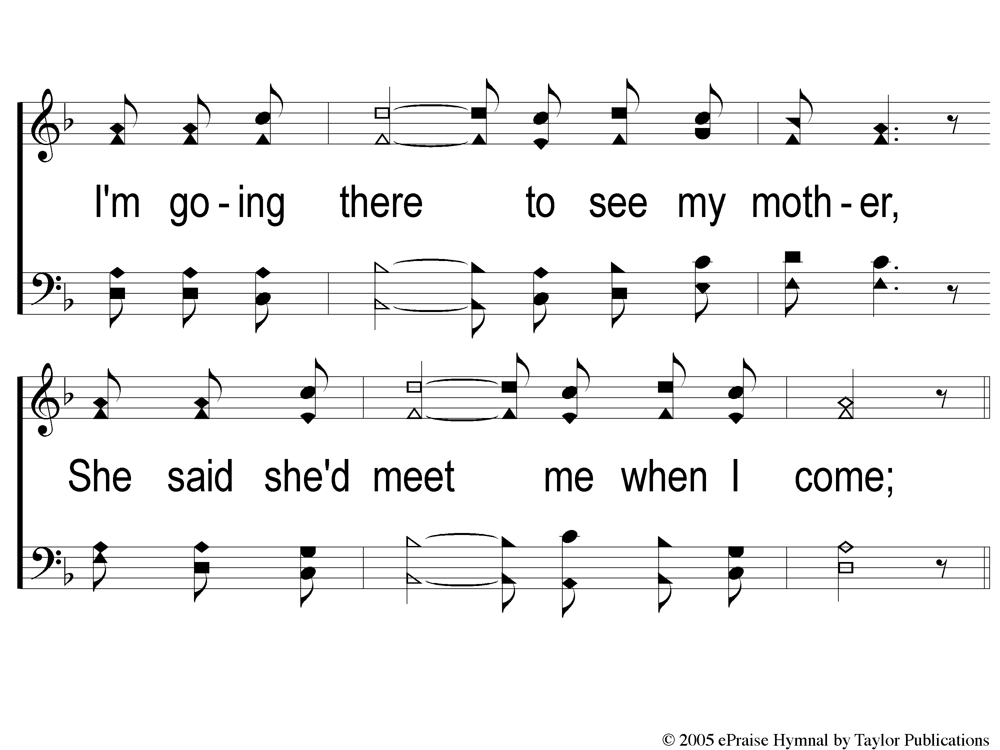 I'm go - ing there to see my moth - er,
She said she'd meet me when I come;
© 2005 ePraise Hymnal by Taylor Publications